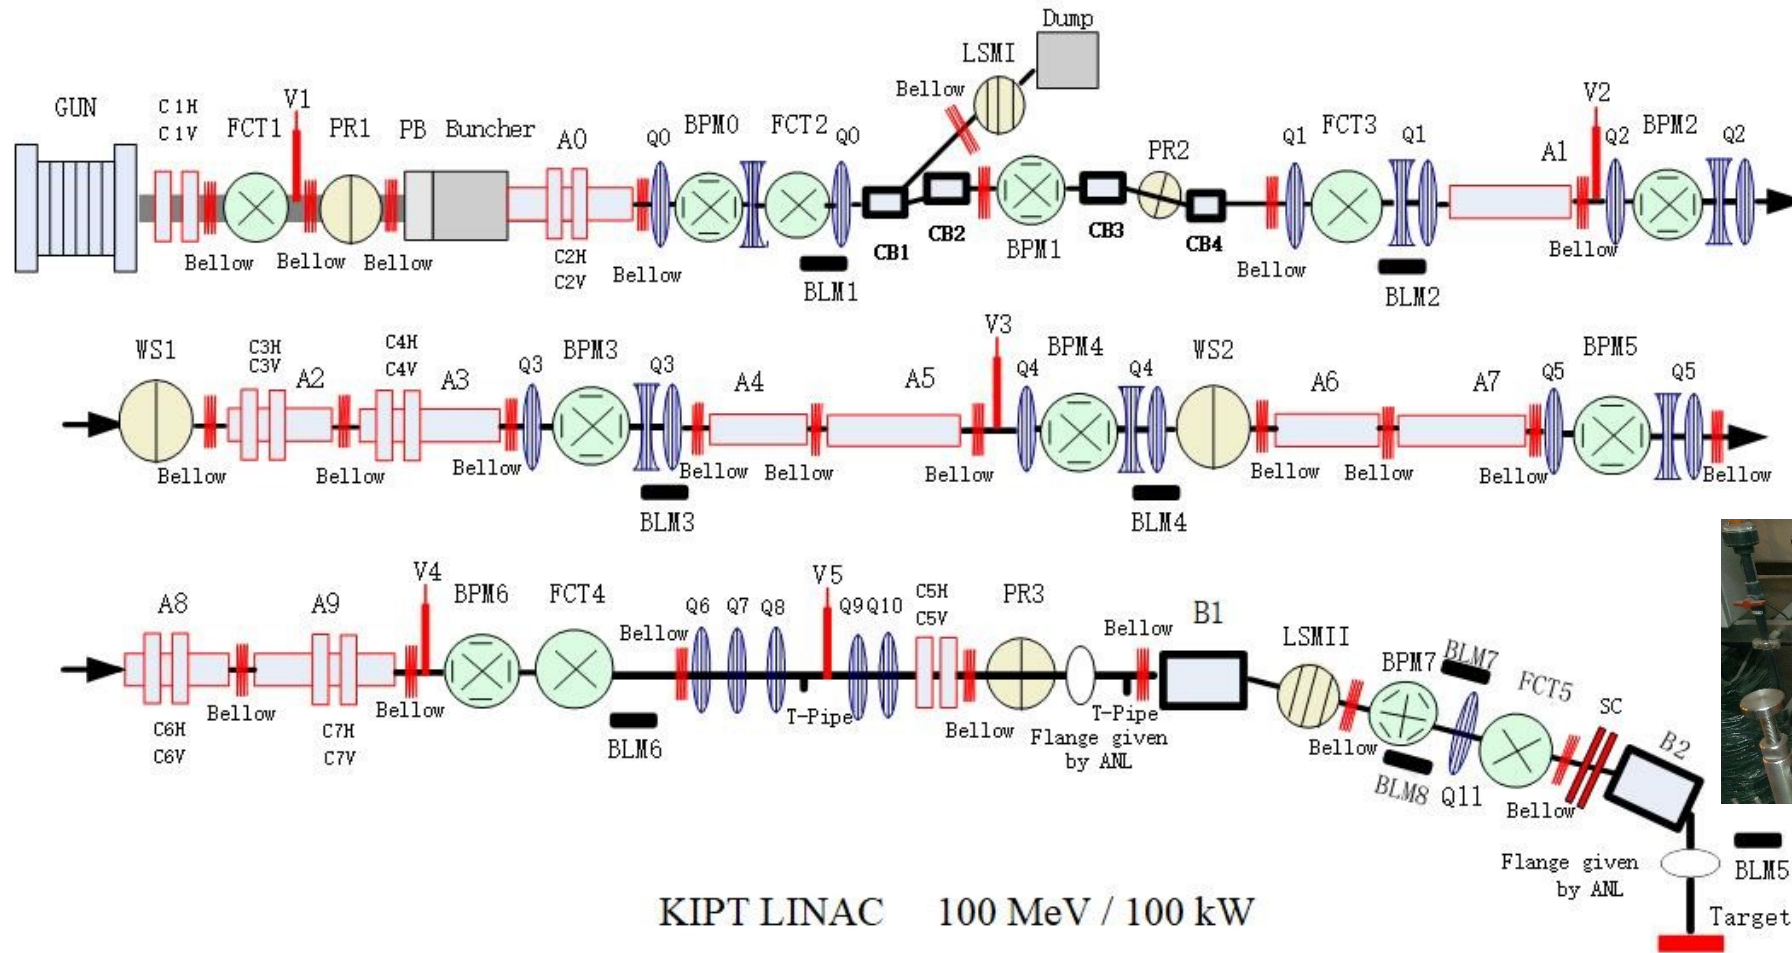 Dump
LSMI
Bellow
GUN
C1H
C1V
FCT1
V1
PR1
PB Buncher
A0
Q0
BPM0
FCT2
Q0
PR2
Q1
FCT3
Q1
A1
V2
Q2
BPM2
Q2
Bellow
Bellow
Bellow
C2H
C2V
Bellow
BLM1
CB1
CB2
BPM1
CB3
CB4
Bellow
BLM2
Bellow
WS1
C3H
C3V
A2
C4H
C4V
A3
Q3
BPM3
Q3
A4
A5
V3
Q4
BPM4
Q4
WS2
A6
A7
Q5
BPM5
Q5
Bellow
Bellow
Bellow
Bellow
Bellow
Bellow
Bellow
Bellow
Bellow
Bellow
BLM3
BLM4
A8
A9
V4
BPM6
FCT4
Bellow
Q6
Q7
Q8
V5
Q9
Q10
C5H
C5V
PR3
Bellow
B1
LSMII
BPM7
BLM7
FCT5
SC
B2
C6H
C6V
Bellow
C7H
C7V
Bellow
BLM6
T-Pipe
Bellow
Flange given
by ANL
T-Pipe
Bellow
BLM8
Q11
Bellow
Flange given
by ANL
BLM5
Target
KIPT LINAC 100 MeV / 100 kW